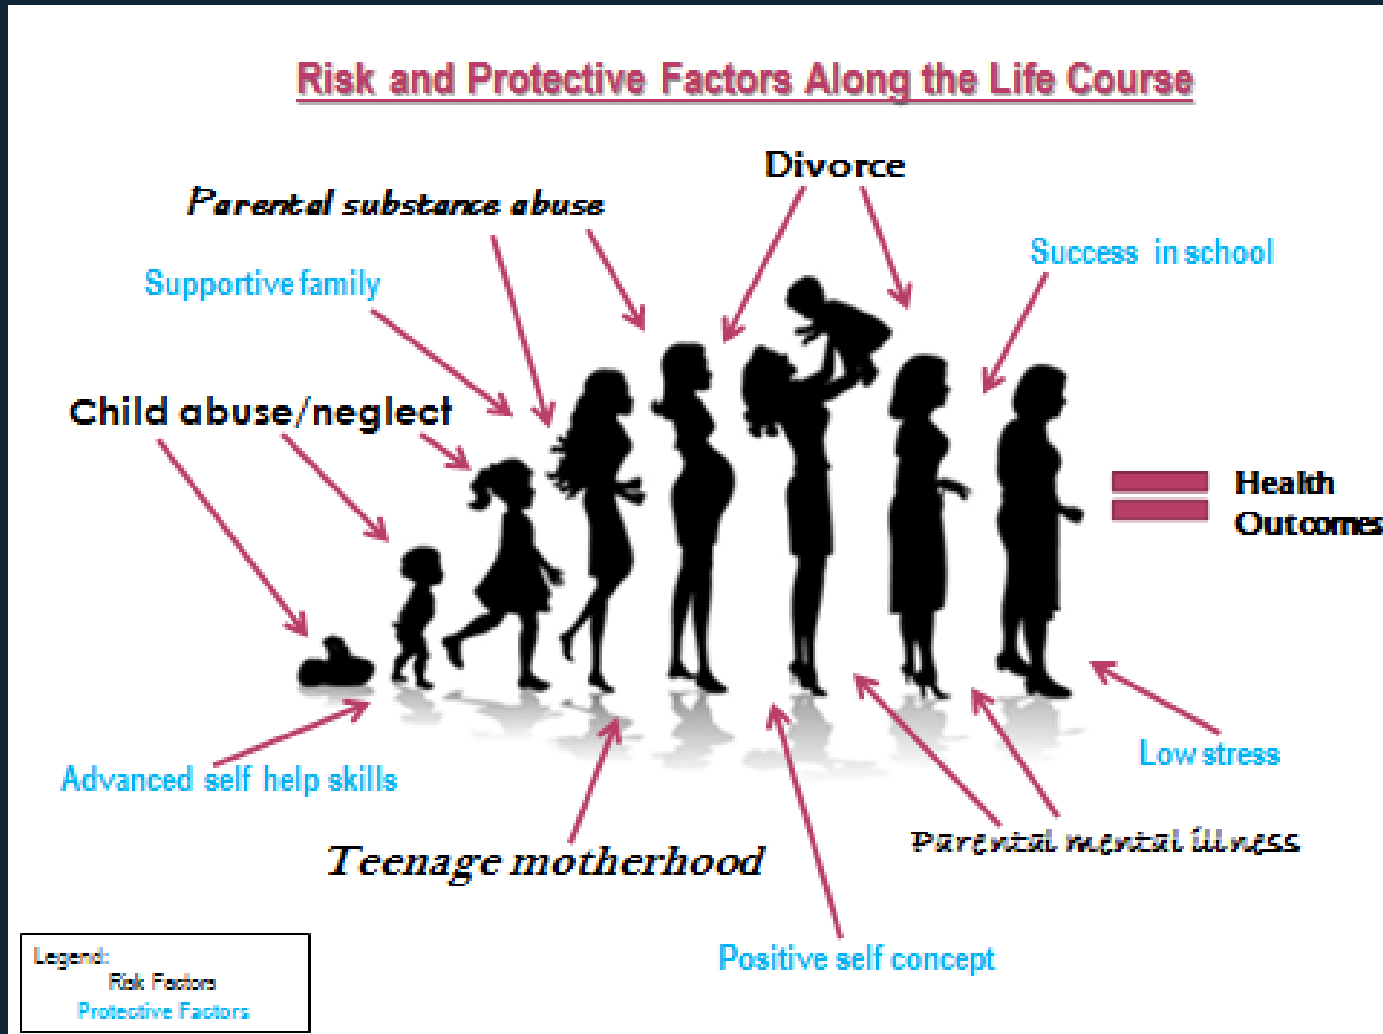 Risk and Protective Factors Along the Life Course
Divorce
Parental substance abuse
Success in school
Supportive family
Child abuse/neglect
Health
Outcomes
Advanced self help skills
Low stress
Teenage motherhood
Parental mental illness
Positive self concept
Legend:
Risk Factors
Protective Factors